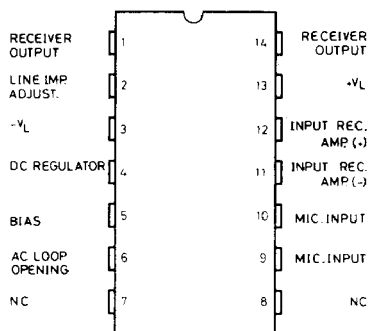 RECEIVER
OUTPUT
1
14
RECEIVER
OUTPUT
LINE IMP.
ADJUST.
2
13
+VL
-VL
3
12
INPUT REC.
AMP. (+)
DC REGULATOR
4
11
INPUT REC.
AMP. (-)
BIAS
5
10
MIC. INPUT
AC LOOP
OPENING
6
9
MIC. INPUT
NC
7
8
NC